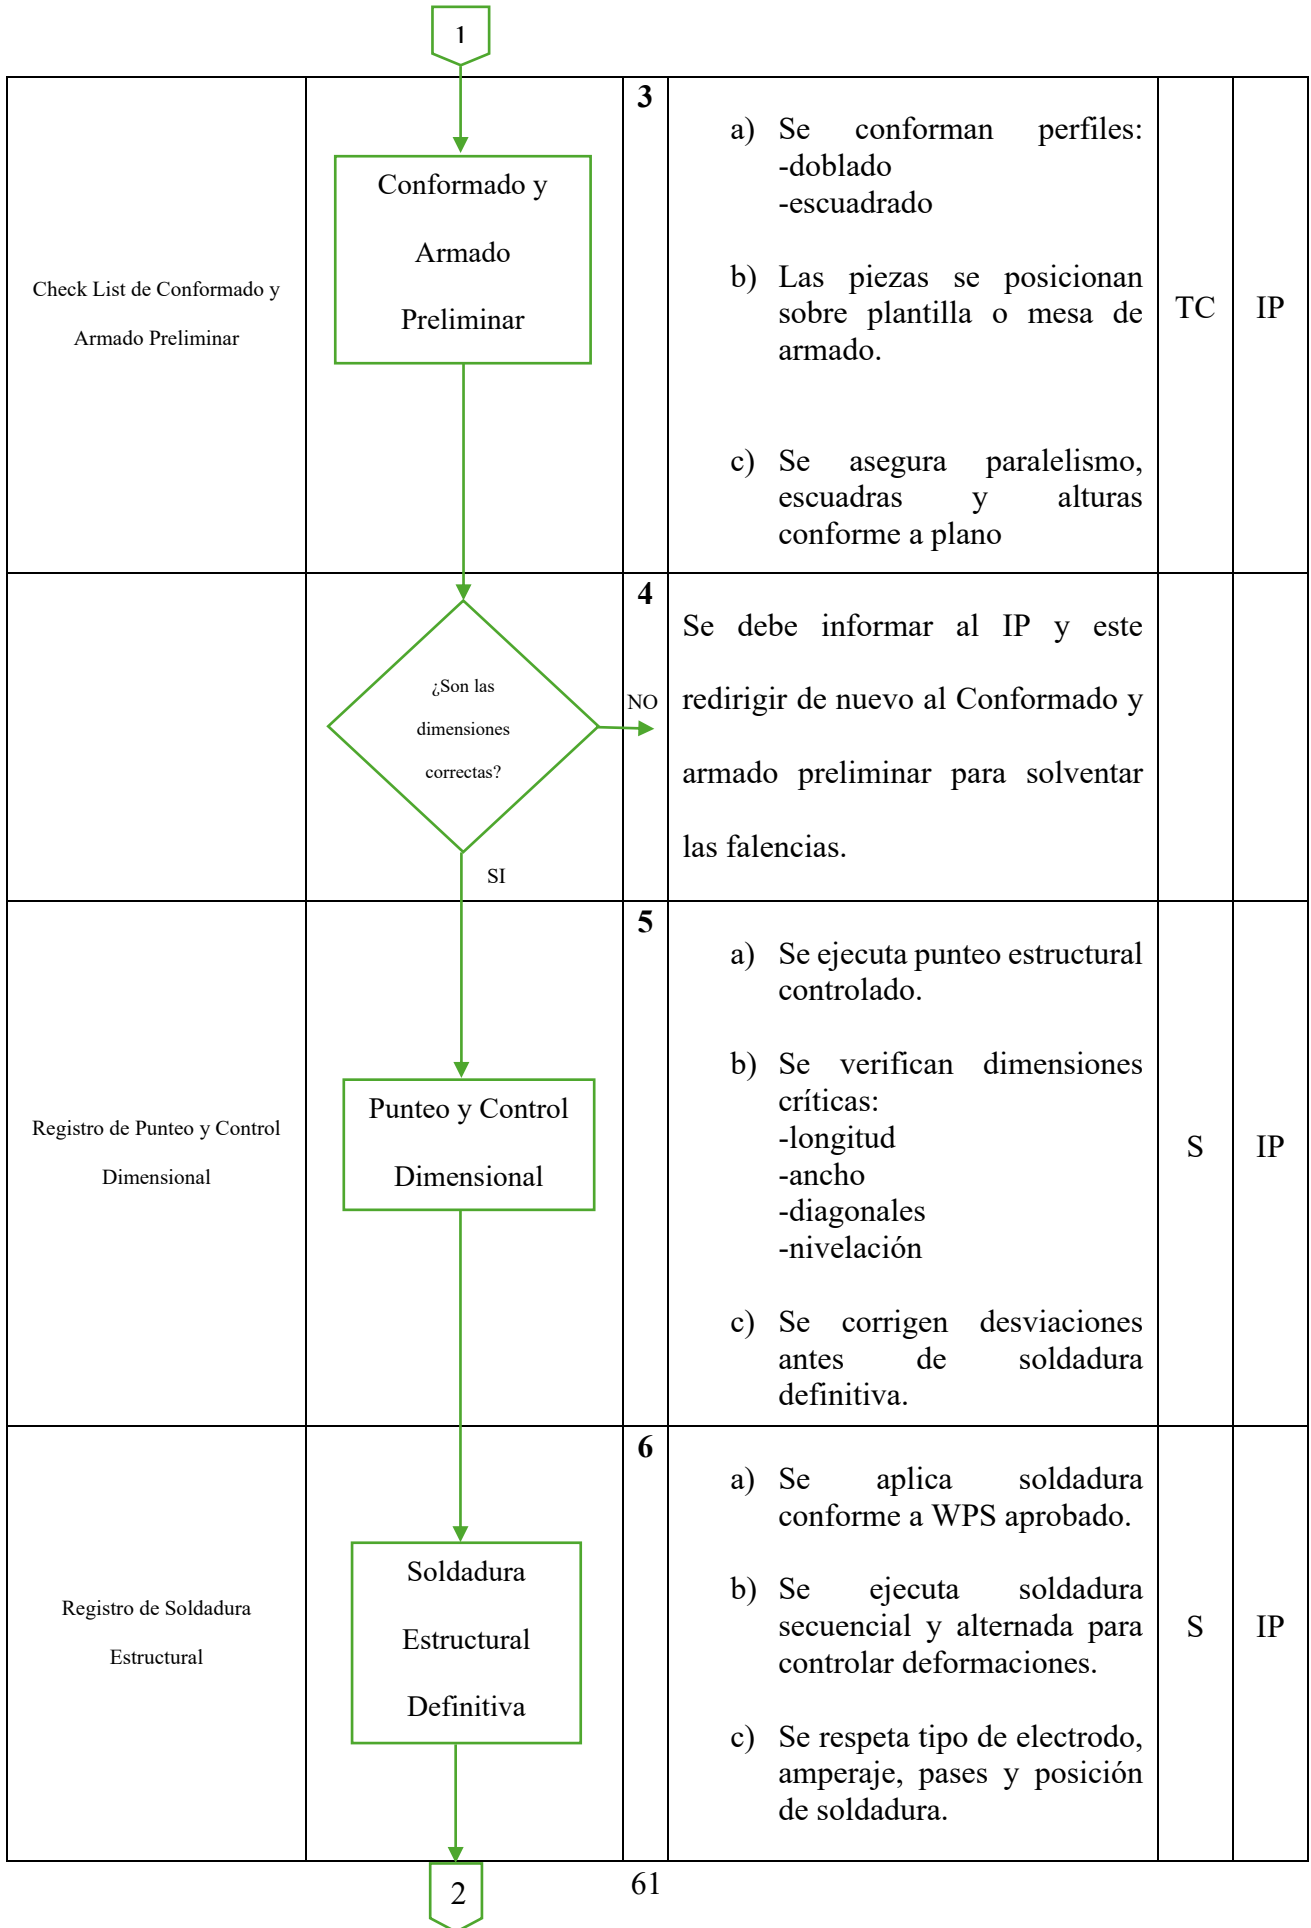 1
Check List de Conformado y
Armado Preliminar
Conformado y
Armado
Preliminar
3
a) Se conforman perfiles:
-doblado
-escuadrado
b) Las piezas se posicionan
sobre plantilla o mesa de
armado.
c) Se asegura paralelismo,
escuadras y alturas
conforme a plano
TC
IP
¿Son las
dimensiones
correctas?
NO
SI
4
Se debe informar al IP y este
redirigir de nuevo al Conformado y
armado preliminar para solventar
las falencias.
Registro de Punteo y Control
Dimensional
Punteo y Control
Dimensional
5
a) Se ejecuta punteo estructural
controlado.
b) Se verifican dimensiones
críticas:
-longitud
-ancho
-diagonales
-nivelación
c) Se corrigen desviaciones
antes de soldadura
definitiva.
S
IP
Registro de Soldadura
Estructural
Soldadura
Estructural
Definitiva
6
a) Se aplica soldadura
conforme a WPS aprobado.
b) Se ejecuta soldadura
secuencial y alternada para
controlar deformaciones.
c) Se respeta tipo de electrodo,
amperaje, pases y posición
de soldadura.
S
IP
2
61